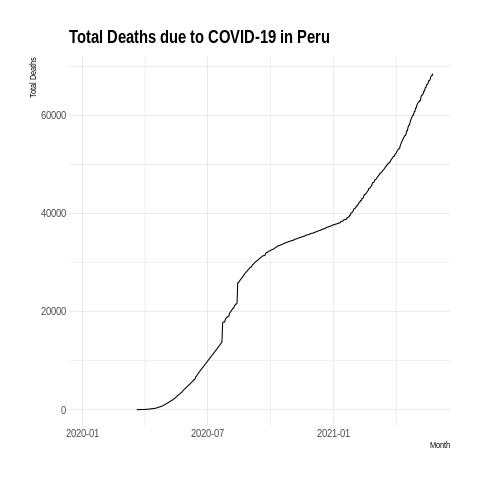 Total Deaths due to COVID-19 in Peru
Total Deaths
60000
40000
20000
0
2020-01 2020-07 2021-01
Month